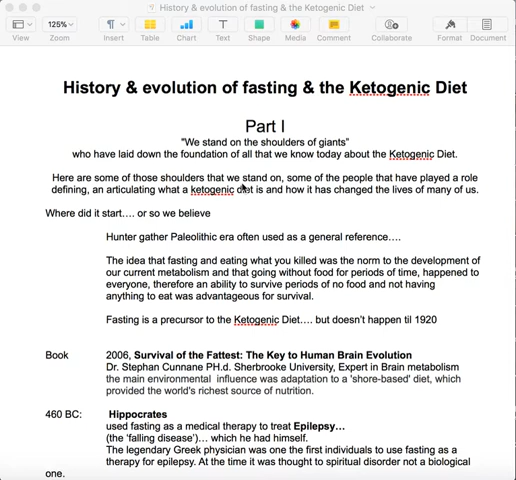 History & evolution of fasting & the Ketogenic Diet
125%
View
Zoom
Insert
Table
Chart
Text
Shape
Media
Comment
Collaborate
Format
Document
History & evolution of fasting & the Ketogenic Diet
Part I
"We stand on the shoulders of giants"
who have laid down the foundation of all that we know today about the Ketogenic Diet.
Here are some of those shoulders that we stand on, some of the people that have played a role
defining, an articulating what a ketogenic diet is and how it has changed the lives of many of us.
Where did it start…. or so we believe
Hunter gather Paleolithic era often used as a general reference….
The idea that fasting and eating what you killed was the norm to the development of
our current metabolism and that going without food for periods of time, happened to
everyone, therefore an ability to survive periods of no food and not having
anything to eat was advantageous for survival.
Fasting is a precursor to the Ketogenic Diet…. but doesn't happen til 1920
Book 2006, Survival of the Fattest: The Key to Human Brain Evolution
Dr. Stephan Cunnane PH.d. Sherbrooke University, Expert in Brain metabolism
the main environmental influence was adaptation to a 'shore-based' diet, which
provided the world's richest source of nutrition.
460 BC: Hippocrates
used fasting as a medical therapy to treat Epilepsy…
(the 'falling disease')… which he had himself.
The legendary Greek physician was one the first individuals to use fasting as a
therapy for epilepsy. At the time it was thought to spiritual disorder not a biological
one.